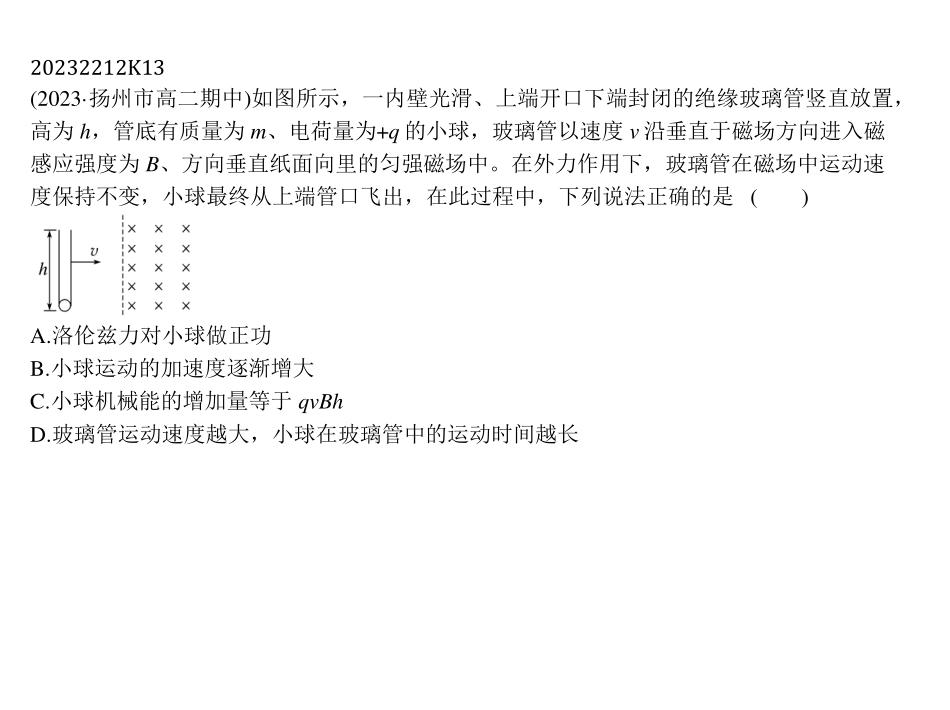 20232212K13
(2023·扬州市高二期中)如图所示，一内壁光滑、上端开口下端封闭的绝缘玻璃管竖直放置，
高为 h，管底有质量为 m、电荷量为+q 的小球，玻璃管以速度 v 沿垂直于磁场方向进入磁
感应强度为 B、方向垂直纸面向里的匀强磁场中。在外力作用下，玻璃管在磁场中运动速
度保持不变，小球最终从上端管口飞出，在此过程中，下列说法正确的是 (　　)
h
v
A.洛伦兹力对小球做正功
B.小球运动的加速度逐渐增大
C.小球机械能的增加量等于 qvBh
D.玻璃管运动速度越大，小球在玻璃管中的运动时间越长